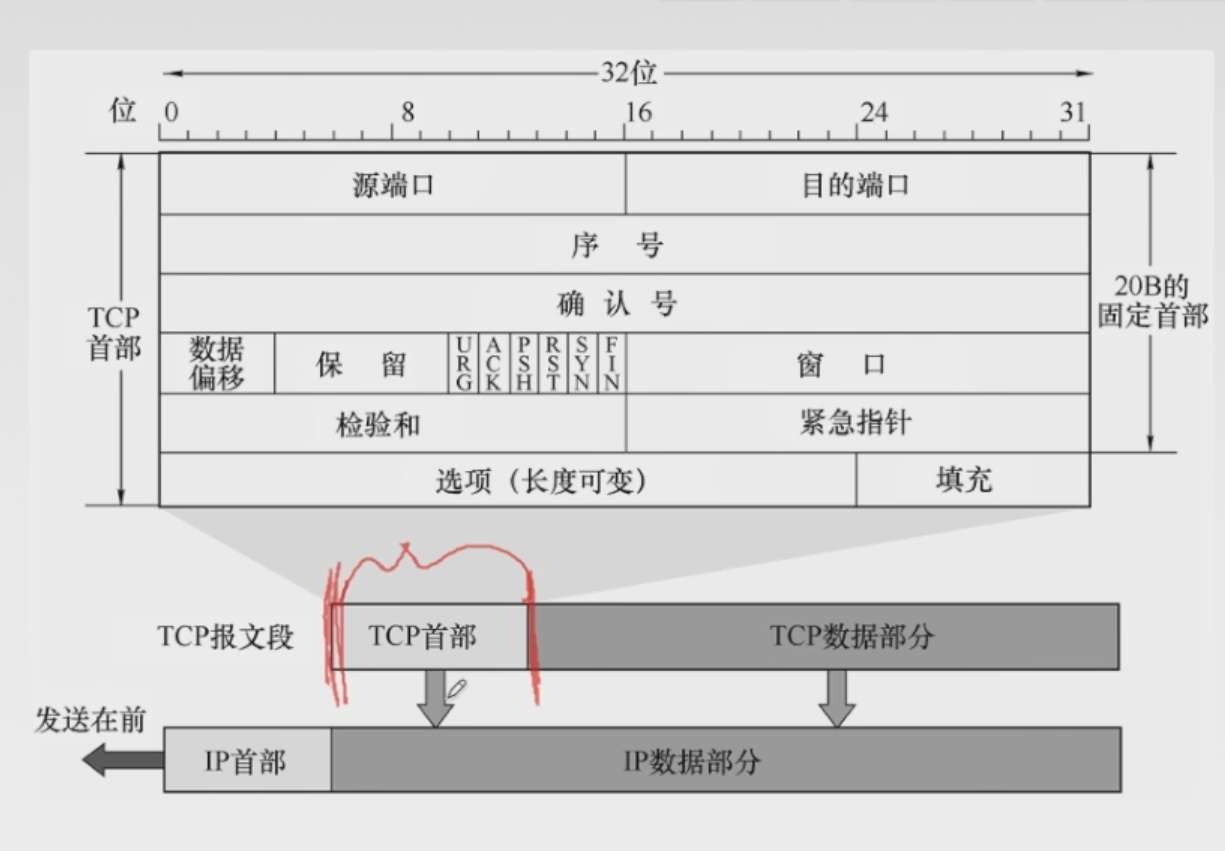 32位
位 0 8 16 24 31
源端口 目的端口
序 号
确 认 号
TCP首部
20B的固定首部
数据偏移 保 留 URG ACK PSH RST SYN FIN 窗 口
检验和 紧急指针
选项（长度可变） 填充
TCP报文段 TCP首部 TCP数据部分
发送在前
IP首部 IP数据部分